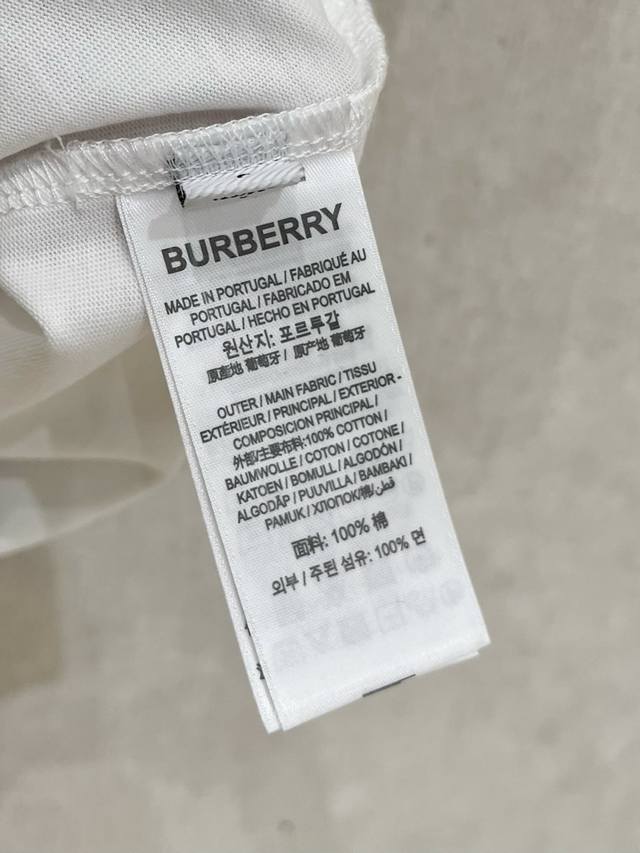 BURBERRY
MADE IN PORTUGAL / FABRIQUÉ AU
PORTUGAL / FABRICADO EM
PORTUGAL / HECHO EN PORTUGAL
원산지: 포르투갈
原産地 葡萄牙 / 原产地 葡萄牙
OUTER / MAIN FABRIC / TISSU
EXTÉRIEUR / PRINCIPAL / EXTERIOR -
COMPOSICIÓN PRINCIPAL /
外部/主要布料:100% COTTON /
BAUMWOLLE / COTON / COTONE /
KATOEN / BOMULL / ALGODÓN /
ALGODÃP / PUUVILLA / BAMBAKI /
PAMUK / ХЛОПОК/棉/قطن
面料: 100% 棉
외부 / 주된 섬유: 100% 면